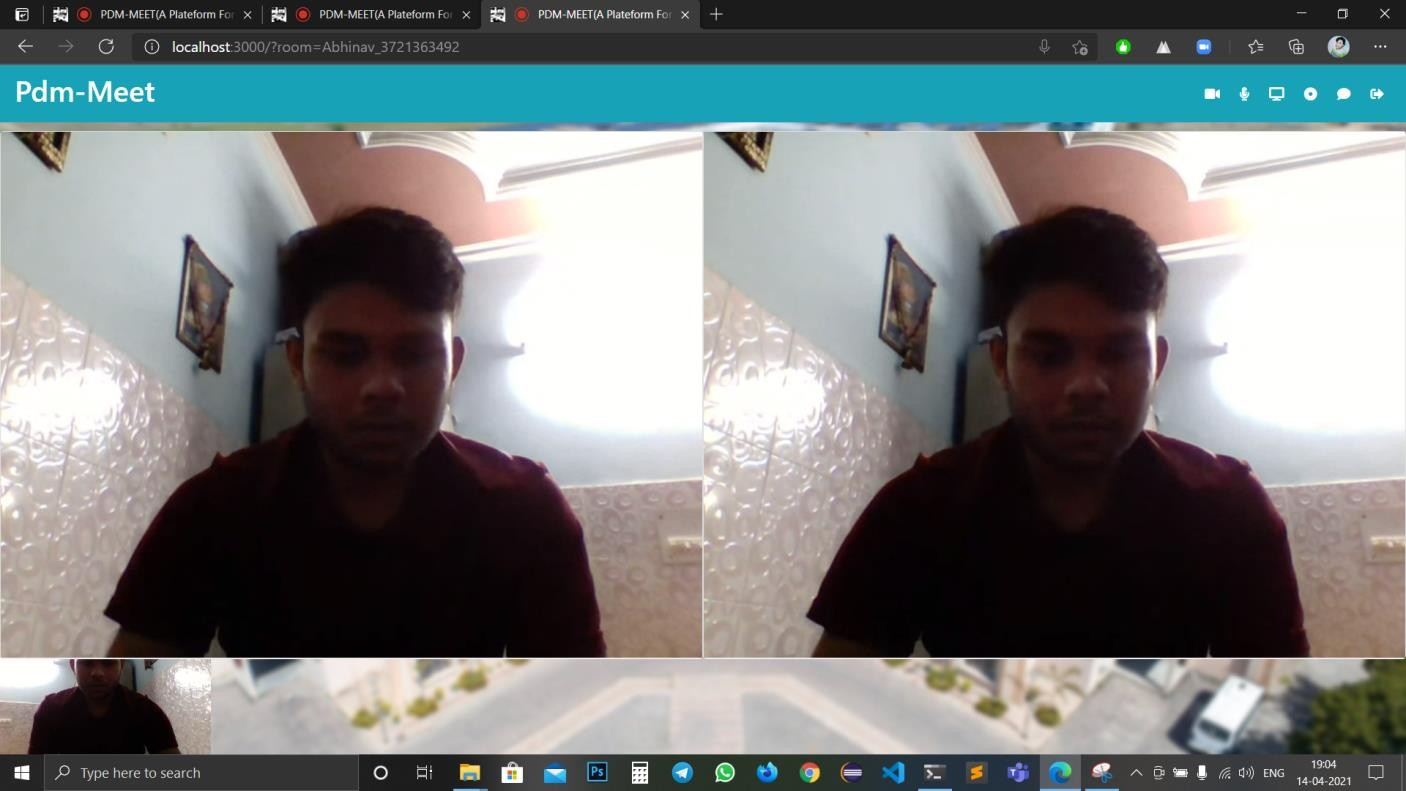 PDM-MEET(A Plateform For
PDM-MEET(A Plateform For
PDM-MEET(A Plateform For
localhost:3000/?room=Abhinav_3721363492
Pdm-Meet
Type here to search
Ps
ENG
19:04
14-04-2021